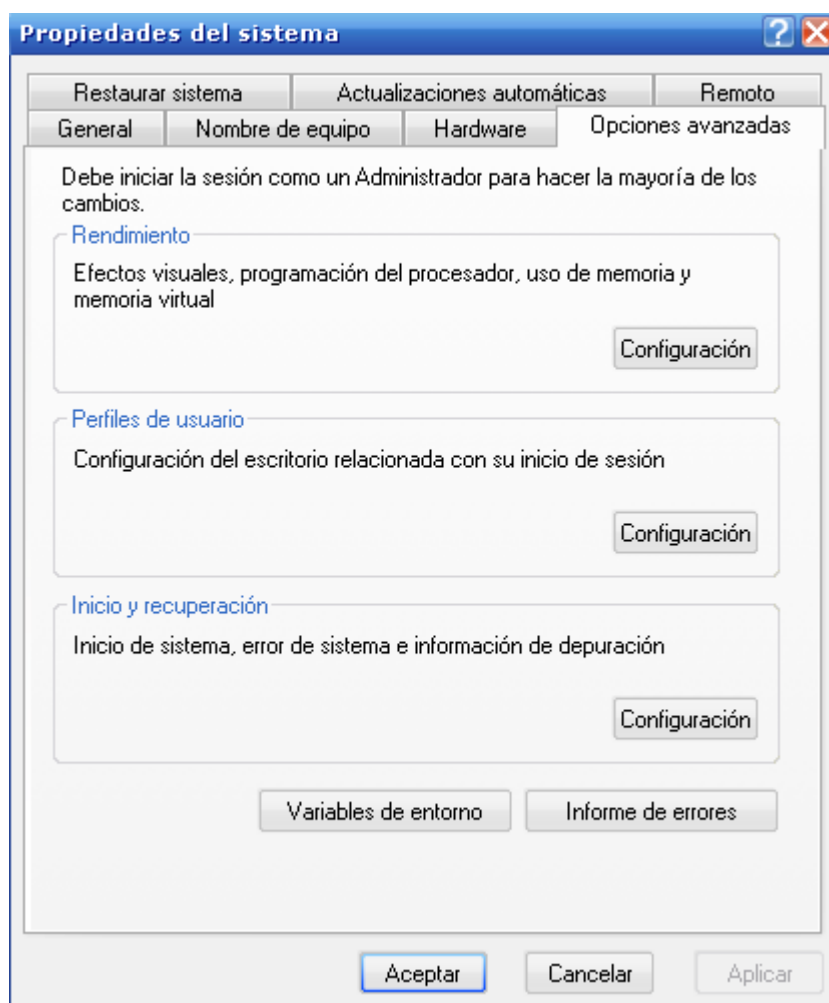 Propiedades del sistema
Restaurar sistema
Actualizaciones automáticas
Remoto
General
Nombre de equipo
Hardware
Opciones avanzadas
Debe iniciar la sesión como un Administrador para hacer la mayoría de los
cambios.
Rendimiento
Efectos visuales, programación del procesador, uso de memoria y
memoria virtual
Configuración
Perfiles de usuario
Configuración del escritorio relacionada con su inicio de sesión
Configuración
Inicio y recuperación
Inicio de sistema, error de sistema e información de depuración
Configuración
Variables de entorno
Informe de errores
Aceptar
Cancelar
Aplicar